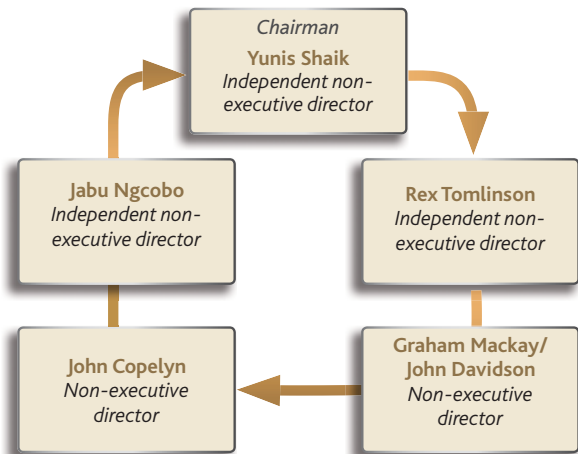 Chairman
Yunis Shaik
Independent non-
executive director
Jabu Ngcobo
Independent non-
executive director
Rex Tomlinson
Independent non-
executive director
John Copelyn
Non-executive
director
Graham Mackay/
John Davidson
Non-executive
director